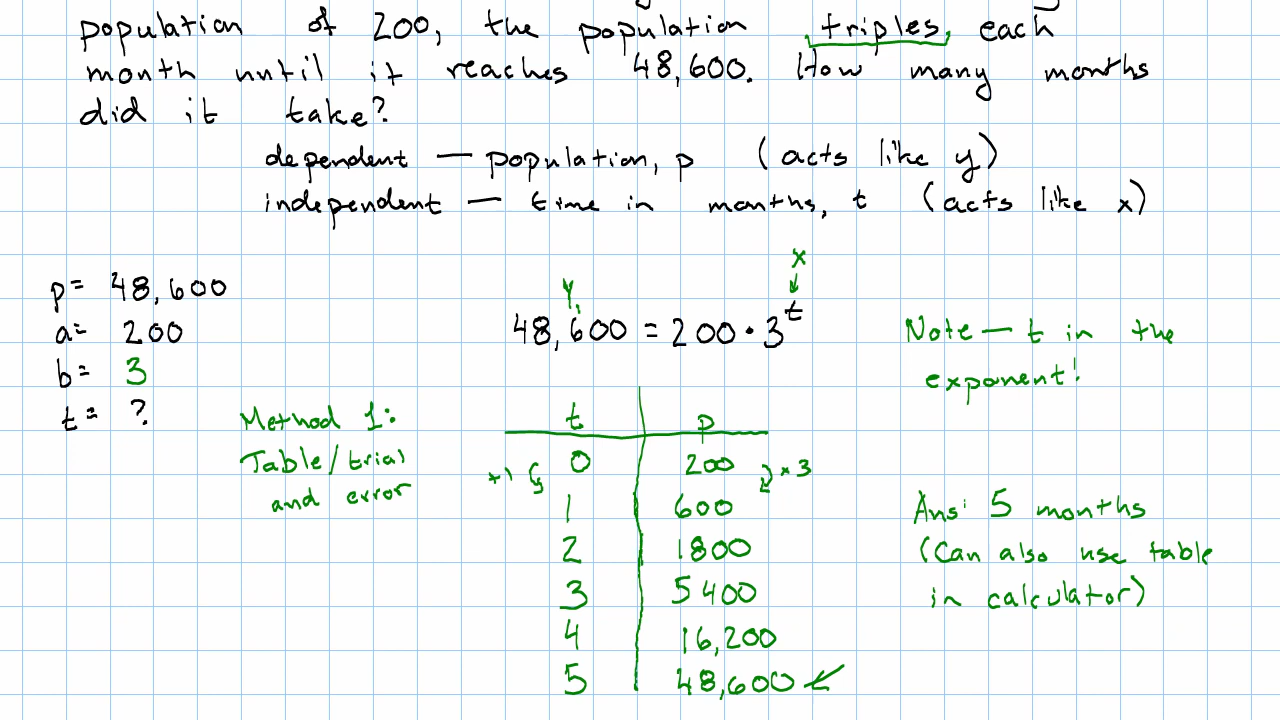 population of 200, the population triples each
month until it reaches 48,600. How many months
did it take?
dependent — population, p (acts like y)
independent — time in months, t (acts like x)
x
p= 48,600
a= 200
b= 3
t= ?
y
48,600 = 200 · 3^t
Note — t in the
exponent!
Method 1:
Table/trial
and error
t p
0 200
+1 × 3
1 600
2 1800
3 5400
4 16,200
5 48,600
Ans: 5 months
(Can also use table
in calculator)